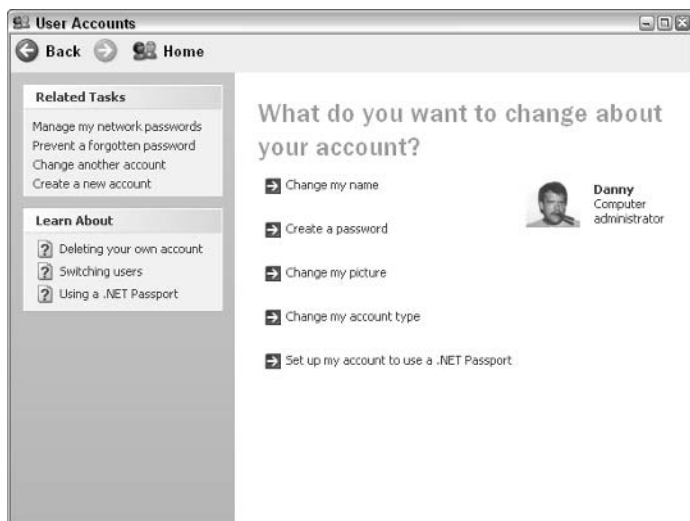 User Accounts
Back
Home
Related Tasks
Manage my network passwords
Prevent a forgotten password
Change another account
Create a new account
Learn About
Deleting your own account
Switching users
Using a .NET Passport
What do you want to change about
your account?
Change my name
Create a password
Change my picture
Change my account type
Set up my account to use a .NET Passport
Danny
Computer
administrator